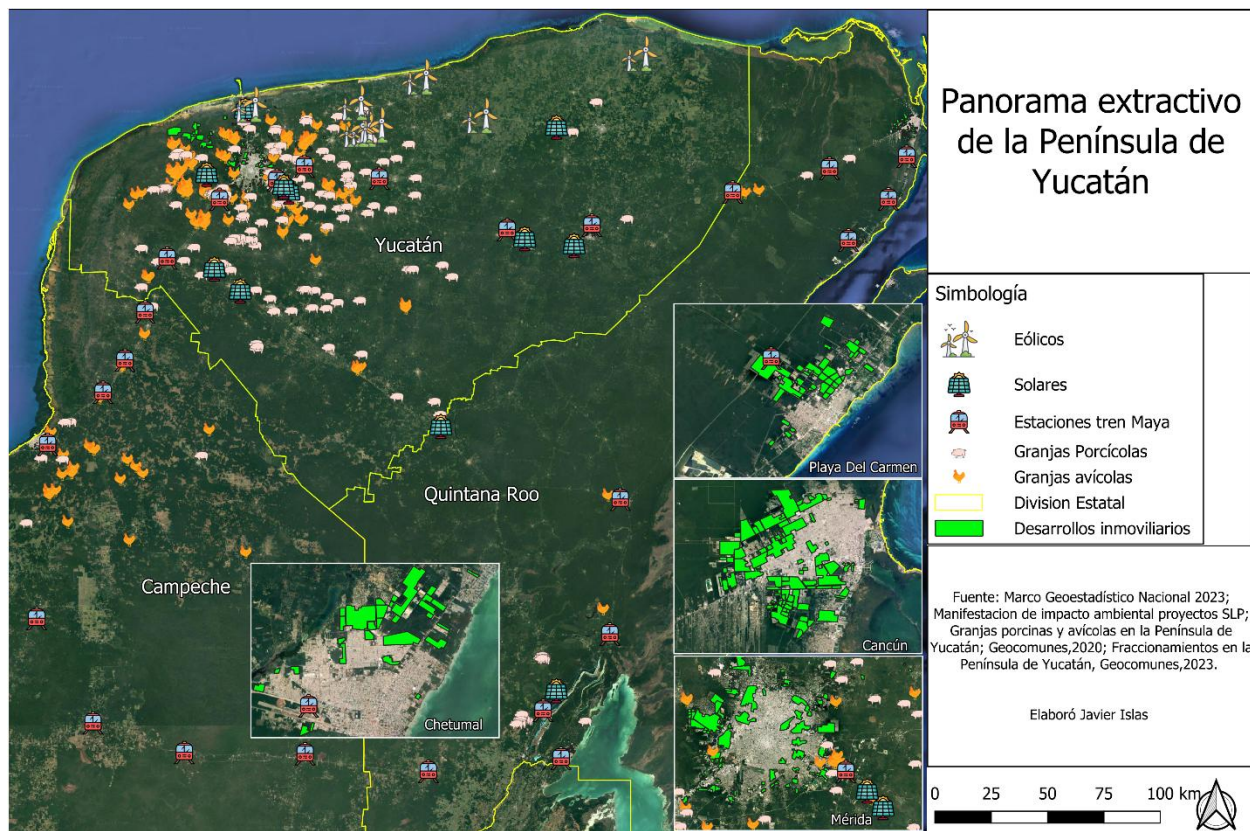 Panorama extractivo
de la Península de
Yucatán
Simbología
Eólicos
Solares
Estaciones tren Maya
Granjas Porcícolas
Granjas avícolas
Division Estatal
Desarrollos inmoviliarios
Fuente: Marco Geoestadístico Nacional 2023;
Manifestacion de impacto ambiental proyectos SLP;
Granjas porcinas y avícolas en la Península de
Yucatán; Geocomunes,2020; Fraccionamientos en la
Península de Yucatán, Geocomunes,2023.
Elaboró Javier Islas
0 25 50 75 100 km
Yucatán
Quintana Roo
Campeche
Playa Del Carmen
Cancún
Chetumal
Mérida